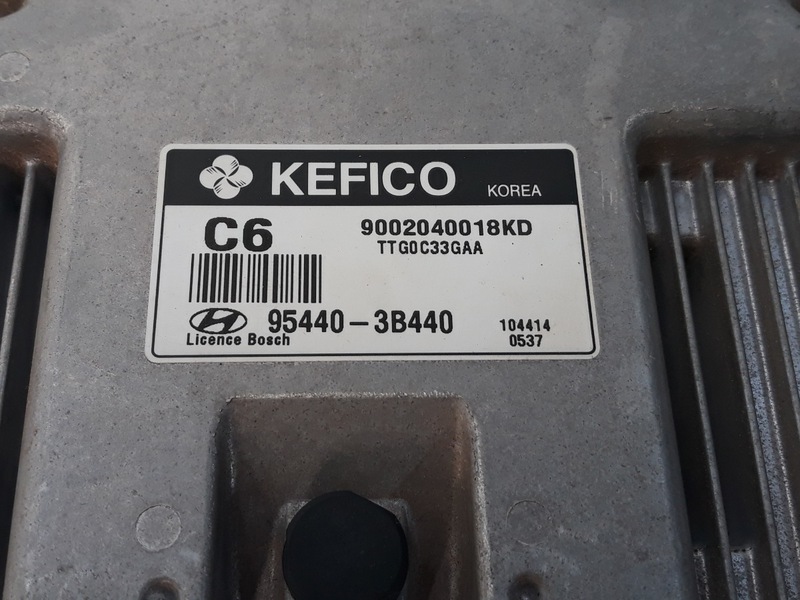 KEFICO KOREA
C6 9002040018KD
TTG0C33GAA
95440-3B440 104414
Licence Bosch 0537